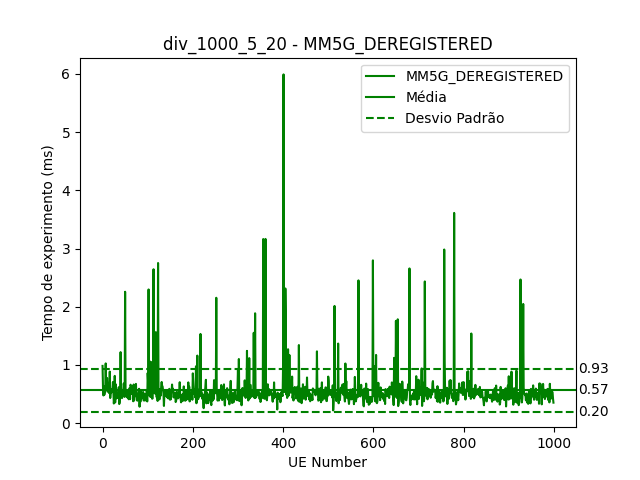 div_1000_5_20 - MM5G_DEREGISTERED
MM5G_DEREGISTERED
Média
Desvio Padrão
Tempo de experimento (ms)
6
5
4
3
2
1
0
0.93
0.57
0.20
0 200 400 600 800 1000
UE Number